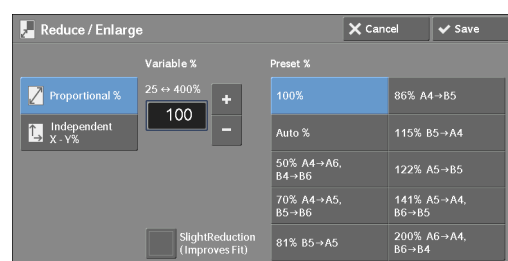 Reduce / Enlarge
Cancel
Save
Variable %
Preset %
Proportional %
Independent
X - Y%
25 ↔ 400%
100
+
−
100%
86% A4→B5
Auto %
115% B5→A4
50% A4→A6,
B4→B6
122% A5→B5
70% A4→A5,
B5→B6
141% A5→A4,
B6→B5
81% B5→A5
200% A6→A4,
B6→B4
SlightReduction
(Improves Fit)